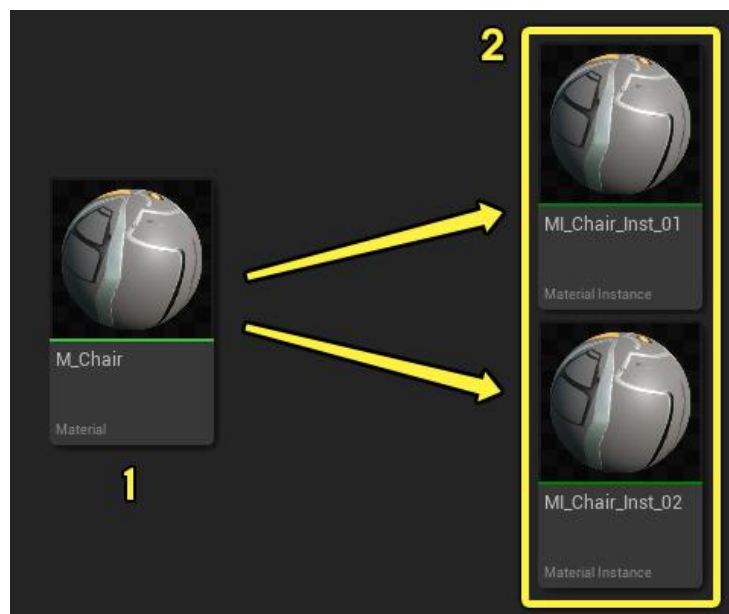 2
MI_Chair_Inst_01
Material Instance
M_Chair
Material
1
MI_Chair_Inst_02
Material Instance